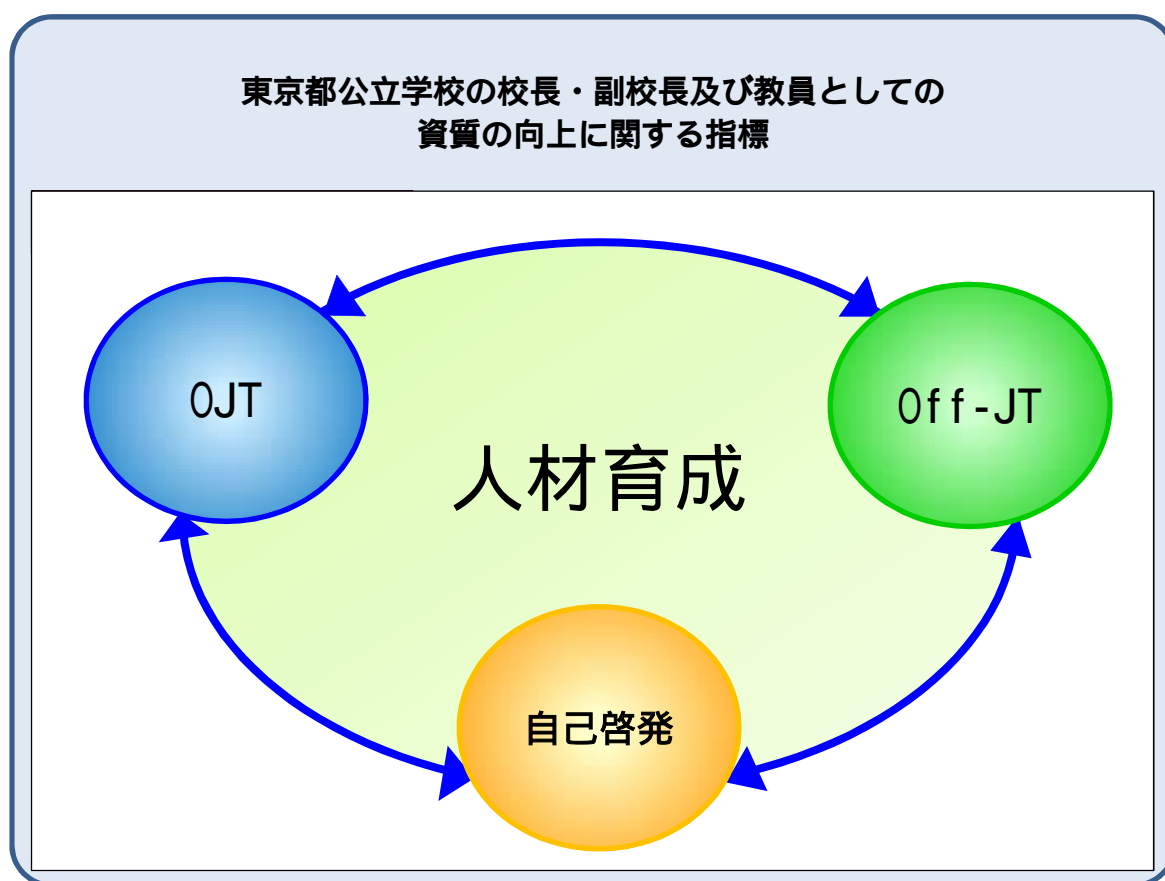 東京都公立学校の校長・副校長及び教員としての
資質の向上に関する指標
OJT
Off-JT
人材育成
自己啓発